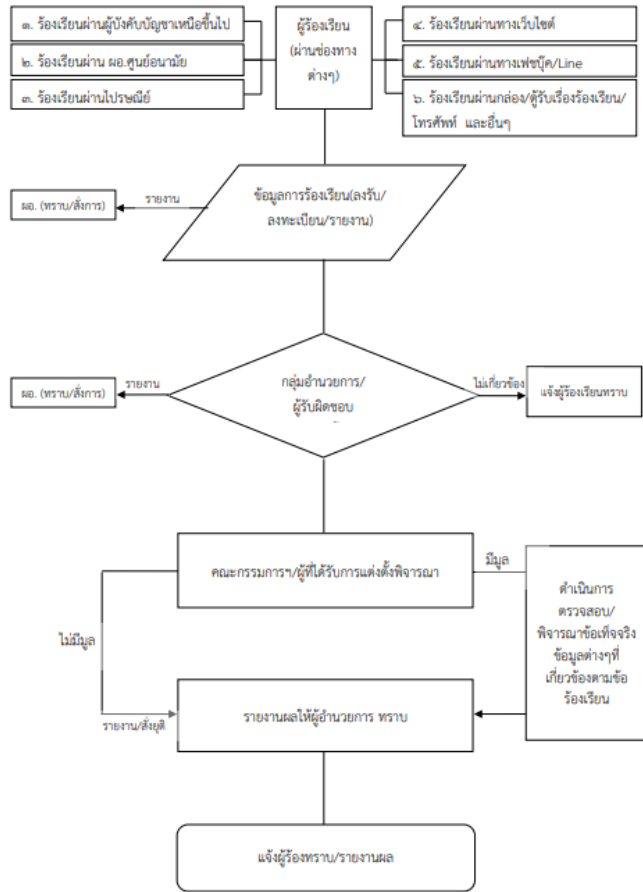 ๑. ร้องเรียนผ่านผู้บังคับบัญชาเหนือขึ้นไป
๒. ร้องเรียนผ่าน ผอ.ศูนย์อนามัย
๓. ร้องเรียนผ่านไปรษณีย์
ผู้ร้องเรียน
(ผ่านช่องทาง
ต่างๆ)
๔. ร้องเรียนผ่านทางเว็บไซต์
๕. ร้องเรียนผ่านทางเฟซบุ๊ค/Line
๖. ร้องเรียนผ่านกล่อง/ตู้รับเรื่องร้องเรียน/
โทรศัพท์ และอื่นๆ
ข้อมูลการร้องเรียน(ลงรับ/
ลงทะเบียน/รายงาน)
รายงาน
ผอ. (ทราบ/สั่งการ)
กลุ่มอำนวยการ/
ผู้รับผิดชอบ
รายงาน
ผอ. (ทราบ/สั่งการ)
ไม่เกี่ยวข้อง
แจ้งผู้ร้องเรียนทราบ
คณะกรรมการฯ/ผู้ที่ได้รับการแต่งตั้งพิจารณา
มีมูล
ดำเนินการ
ตรวจสอบ/
พิจารณาข้อเท็จจริง
ข้อมูลต่างๆที่
เกี่ยวข้องตามข้อ
ร้องเรียน
ไม่มีมูล
รายงาน/สั่งยุติ
รายงานผลให้ผู้อำนวยการ ทราบ
แจ้งผู้ร้องทราบ/รายงานผล